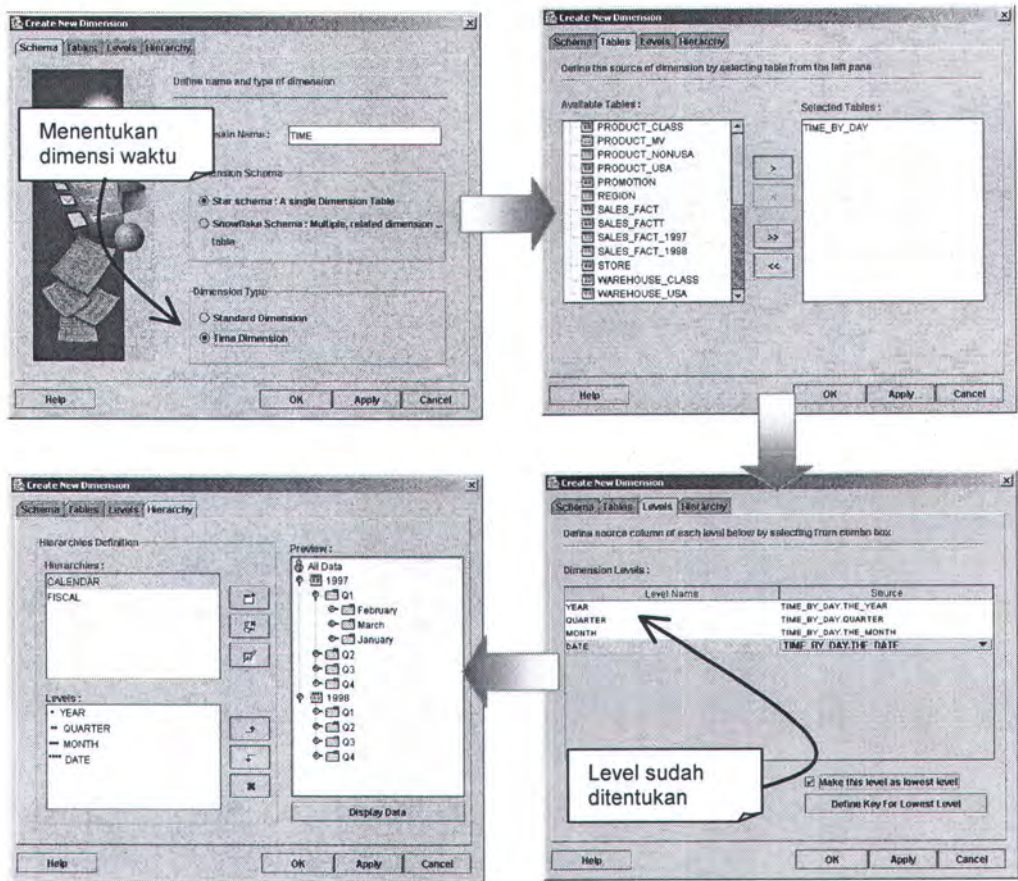 Create New Dimension
Schema Tables Levels Hierarchy
Define name and type of dimension
Menentukan
dimensi waktu
Name : TIME
Schema
Star schema : A single Dimension Table
Snowflake Schema : Multiple, related dimension ...
table
Dimension Type
Standard Dimension
Time Dimension
Help OK Apply Cancel
Create New Dimension
Schema Tables Levels Hierarchy
Define the source of dimension by selecting table from the left pane
Available Tables :
PRODUCT_CLASS
PRODUCT_MV
PRODUCT_NONUSA
PRODUCT_USA
PROMOTION
REGION
SALES_FACT
SALES_FACTT
SALES_FACT_1997
SALES_FACT_1998
STORE
WAREHOUSE_CLASS
WAREHOUSE_USA
>
<
>>
<<
Selected Tables :
TIME_BY_DAY
Help OK Apply Cancel
Create New Dimension
Schema Tables Levels Hierarchy
Define source column of each level below by selecting from combo box
Dimension Levels :
Level Name Source
YEAR TIME_BY_DAY.THE_YEAR
QUARTER TIME_BY_DAY.QUARTER
MONTH TIME_BY_DAY.THE_MONTH
DATE TIME_BY_DAY.THE_DATE
Level sudah
ditentukan
Make this level as lowest level
Define Key For Lowest Level
Help OK Apply Cancel
Create New Dimension
Schema Tables Levels Hierarchy
Hierarchies Definition
Hierarchies :
CALENDAR
FISCAL
Levels :
* YEAR
** QUARTER
*** MONTH
**** DATE
Preview :
All Data
1997
Q1
February
March
January
Q2
Q3
Q4
1998
Q1
Q2
Q3
Q4
Display Data
Help OK Apply Cancel